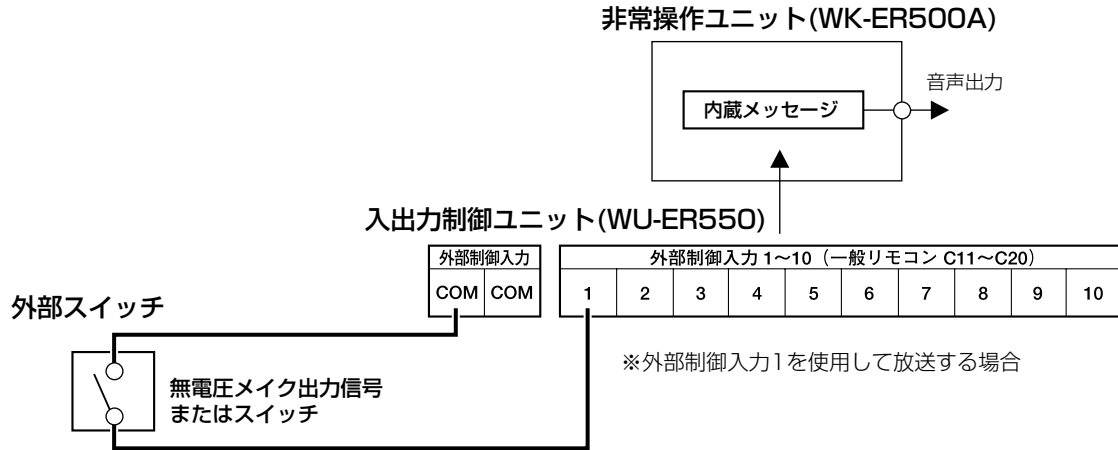 非常操作ユニット(WK-ER500A)
音声出力
内蔵メッセージ
入出力制御ユニット(WU-ER550)
外部制御入力
外部制御入力 1～10（一般リモコン C11～C20）
COM COM
1 2 3 4 5 6 7 8 9 10
外部スイッチ
※外部制御入力1を使用して放送する場合
無電圧メイク出力信号
またはスイッチ